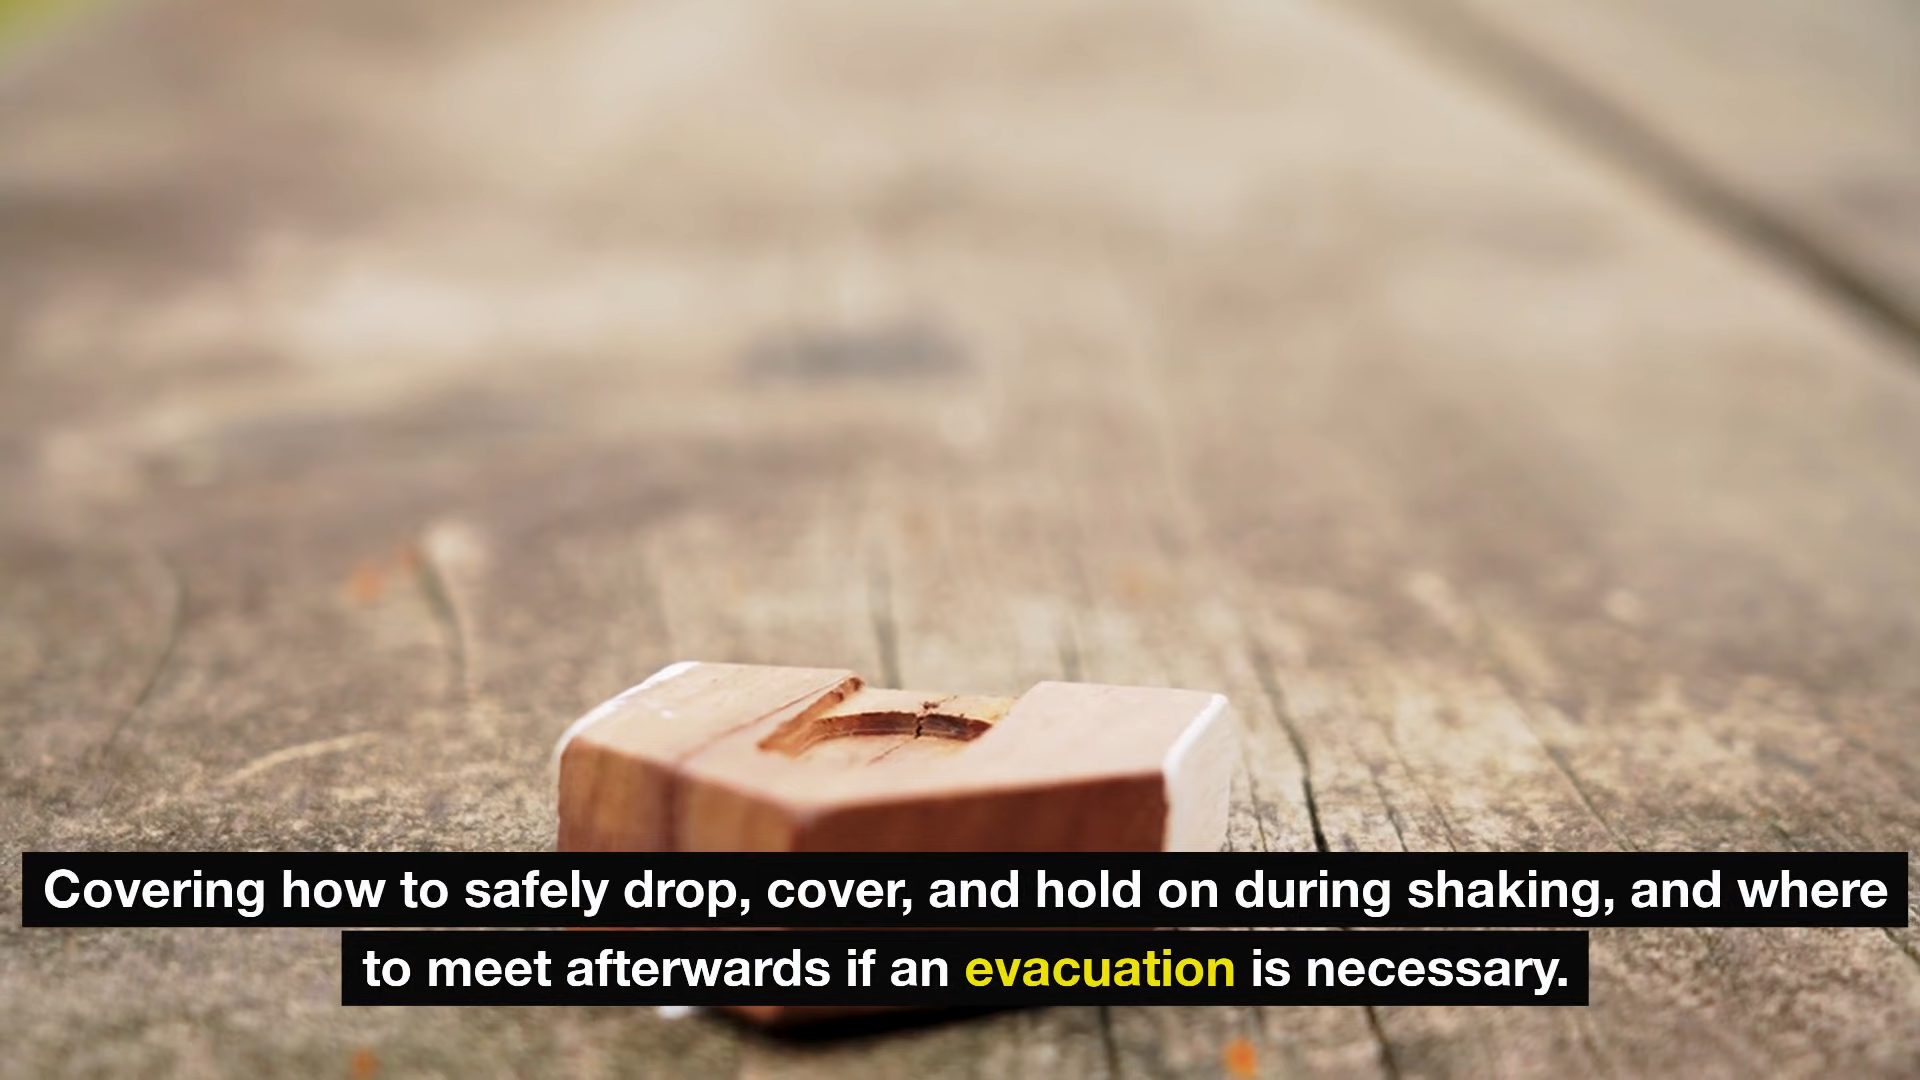 Covering how to safely drop, cover, and hold on during shaking, and where
to meet afterwards if an evacuation is necessary.